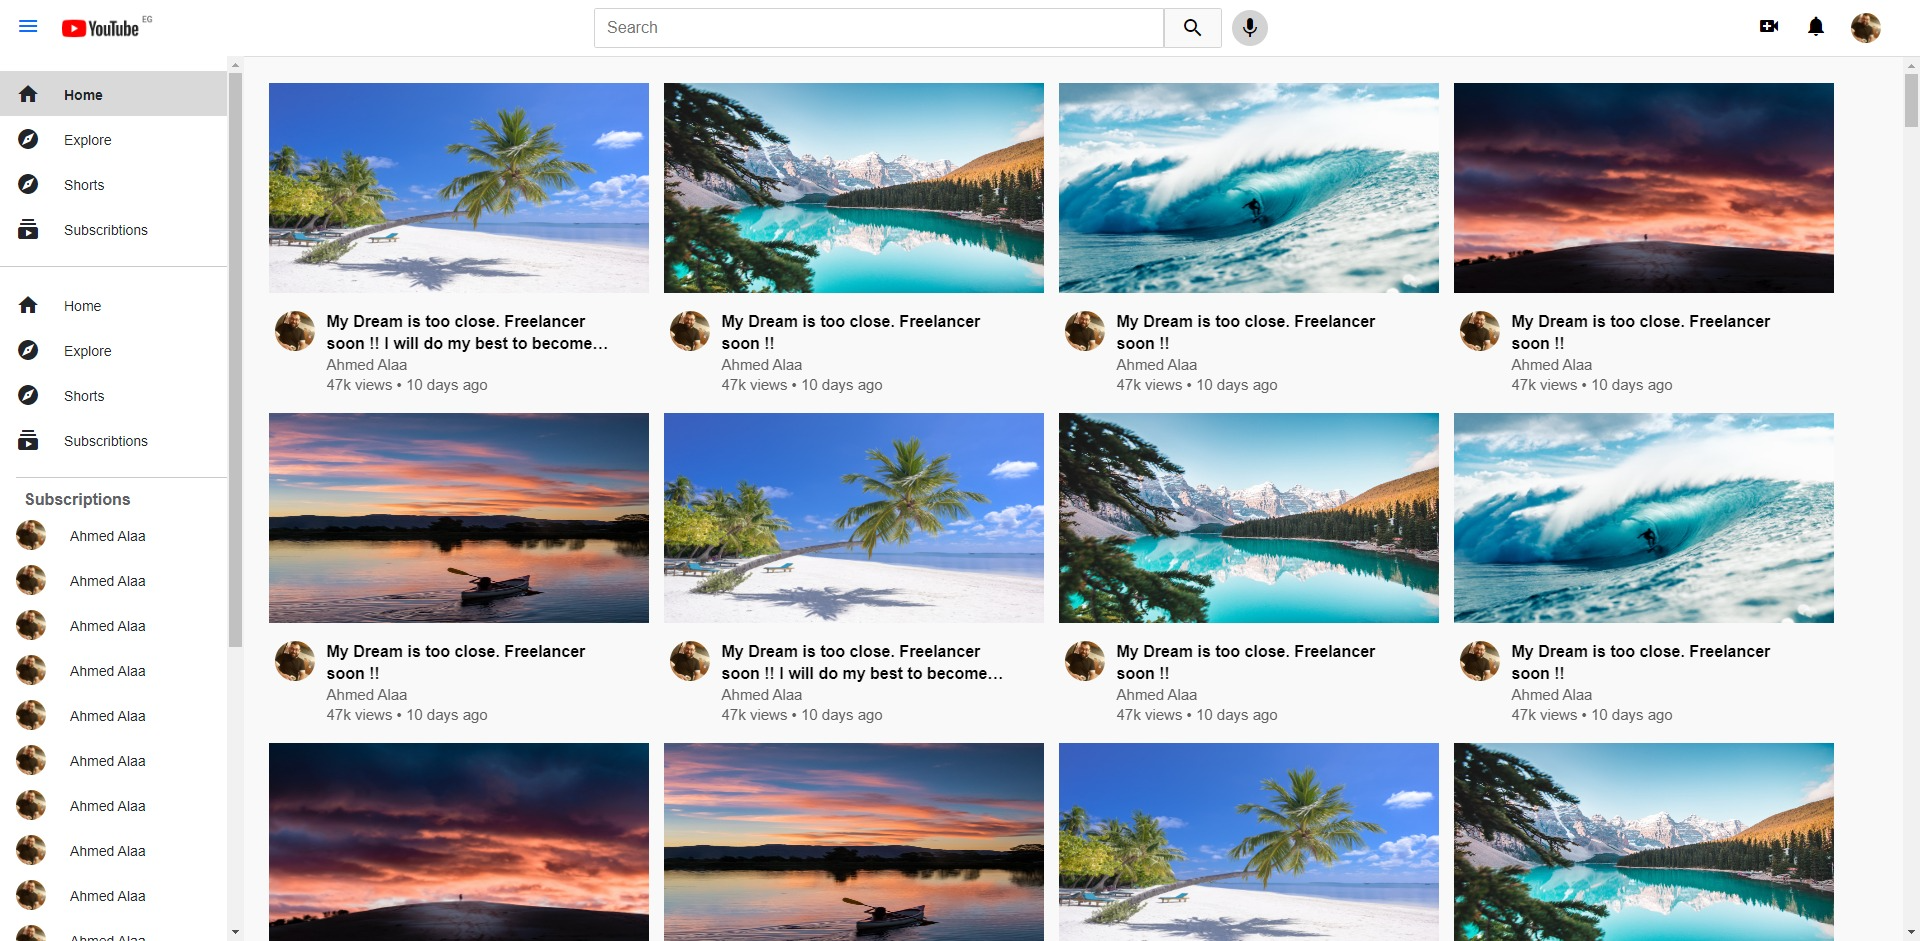 YouTube EG
Search
Home
Explore
Shorts
Subscribtions
Home
Explore
Shorts
Subscribtions
Subscriptions
Ahmed Alaa
Ahmed Alaa
Ahmed Alaa
Ahmed Alaa
Ahmed Alaa
Ahmed Alaa
Ahmed Alaa
Ahmed Alaa
Ahmed Alaa
Ahmed Alaa
My Dream is too close. Freelancer
soon !! I will do my best to become...
Ahmed Alaa
47k views • 10 days ago
My Dream is too close. Freelancer
soon !!
Ahmed Alaa
47k views • 10 days ago
My Dream is too close. Freelancer
soon !!
Ahmed Alaa
47k views • 10 days ago
My Dream is too close. Freelancer
soon !!
Ahmed Alaa
47k views • 10 days ago
My Dream is too close. Freelancer
soon !!
Ahmed Alaa
47k views • 10 days ago
My Dream is too close. Freelancer
soon !! I will do my best to become...
Ahmed Alaa
47k views • 10 days ago
My Dream is too close. Freelancer
soon !!
Ahmed Alaa
47k views • 10 days ago
My Dream is too close. Freelancer
soon !!
Ahmed Alaa
47k views • 10 days ago